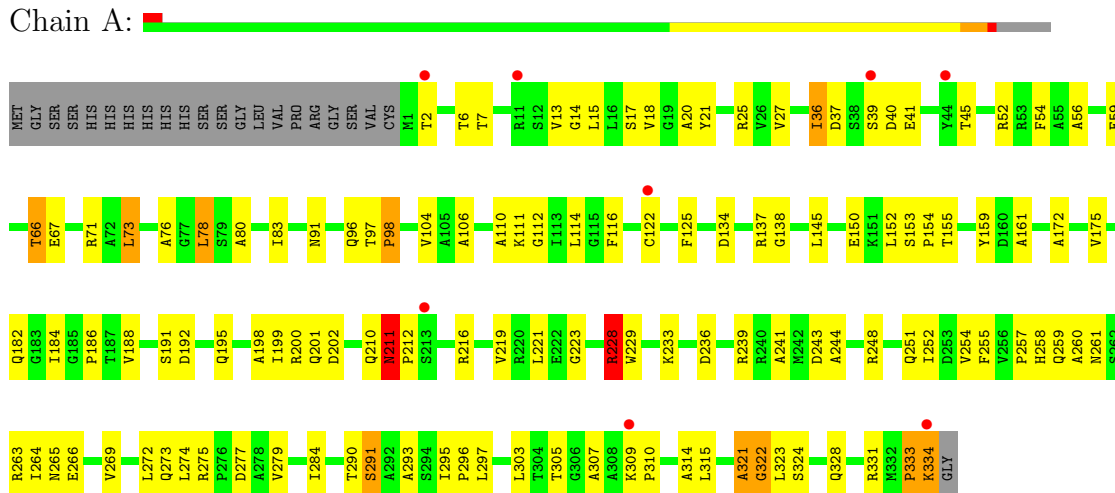 Chain A:
MET GLY SER SER HIS HIS HIS HIS HIS HIS SER SER GLY LEU VAL PRO ARG GLY SER VAL CYS M1 T2 T6 T7 R11 S12 V13 G14 L15 L16 S17 V18 G19 A20 Y21 R25 V26 V27 I36 D37 S38 S39 D40 E41 Y44 T45 R52 R53 F54 A55 A56 E59
T66 E67 R71 A72 L73 A76 G77 L78 S79 A80 I83 N91 Q96 T97 P98 V104 A105 A106 A110 K111 G112 I113 L114 G115 F116 C122 F125 D134 R137 G138 L145 E150 K151 L152 S153 P154 T155 Y159 D160 A161 A172 V175
Q182 G183 I184 G185 P186 T187 V188 S191 D192 Q195 A198 I199 R200 Q201 D202 Q210 N211 P212 S213 R216 V219 R220 L221 E222 G223 R228 W229 K233 D236 R239 R240 A241 M242 D243 A244 R248 Q251 I252 D253 V254 F255 V256 P257 H258 Q259 A260 N261 S262
R263 I264 N265 E266 V269 L272 Q273 L274 R275 P276 D277 A278 V279 I284 T290 S291 A292 A293 S294 I295 P296 L297 L303 T304 T305 G306 A307 A308 K309 P310 A314 L315 A321 G322 L323 S324 Q328 R331 M332 P333 K334 GLY